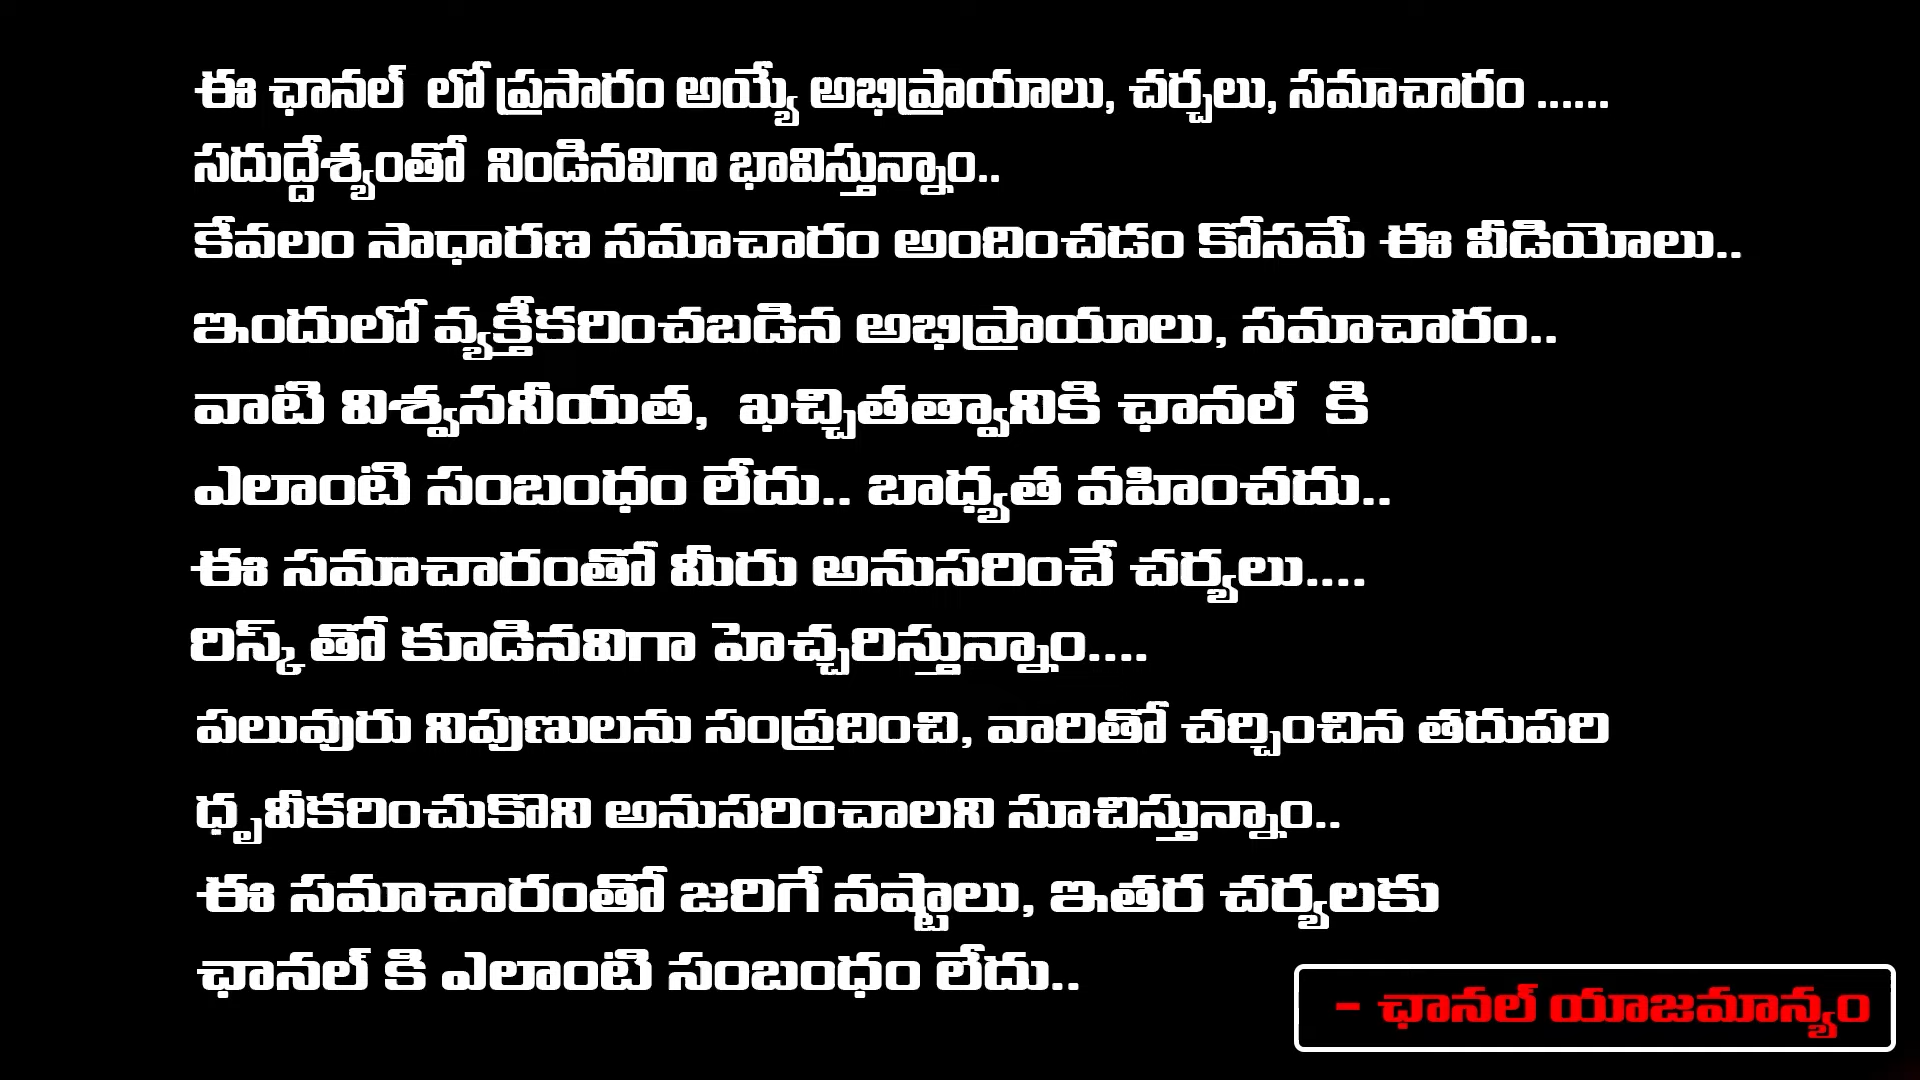 ఈ ఛానల్ లో ప్రసారం అయ్యే అభిప్రాయాలు, చర్చలు, సమాచారం ......
సదుద్దేశ్యంతో నిండినవిగా భావిస్తున్నాం..
కేవలం సాధారణ సమాచారం అందించడం కోసమే ఈ వీడియోలు..
ఇందులో వ్యక్తీకరించబడిన అభిప్రాయాలు, సమాచారం..
వాటి విశ్వసనీయత, ఖచ్చితత్వానికి ఛానల్ కి
ఎలాంటి సంబంధం లేదు.. బాధ్యత వహించదు..
ఈ సమాచారంతో మీరు అనుసరించే చర్యలు....
రిస్క్ తో కూడినవిగా హెచ్చరిస్తున్నాం....
పలువురు నిపుణులను సంప్రదించి, వారితో చర్చించిన తదుపరి
ధృవీకరించుకొని అనుసరించాలని సూచిస్తున్నాం..
ఈ సమాచారంతో జరిగే నష్టాలు, ఇతర చర్యలకు
ఛానల్ కి ఎలాంటి సంబంధం లేదు..
- ఛానల్ యాజమాన్యం